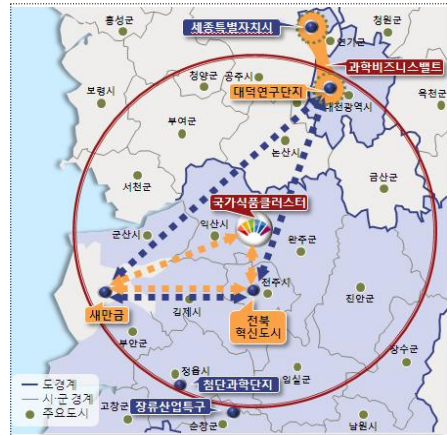 홍성군
세종특별자치시
청원군
연기군
과학비즈니스벨트
청양군
공주시
대덕연구단지
보령시
대전광역시
옥천군
부여군
논산시
서천군
금산군
국가식품클러스터
군산시
익산시
완주군
새만금
김제시
전주시
전북
혁신도시
진안군
부안군
장수군
정읍시
임실군
첨단과학단지
도경계
시·군 경계
주요도시
고창군
장류산업특구
순창군
남원시